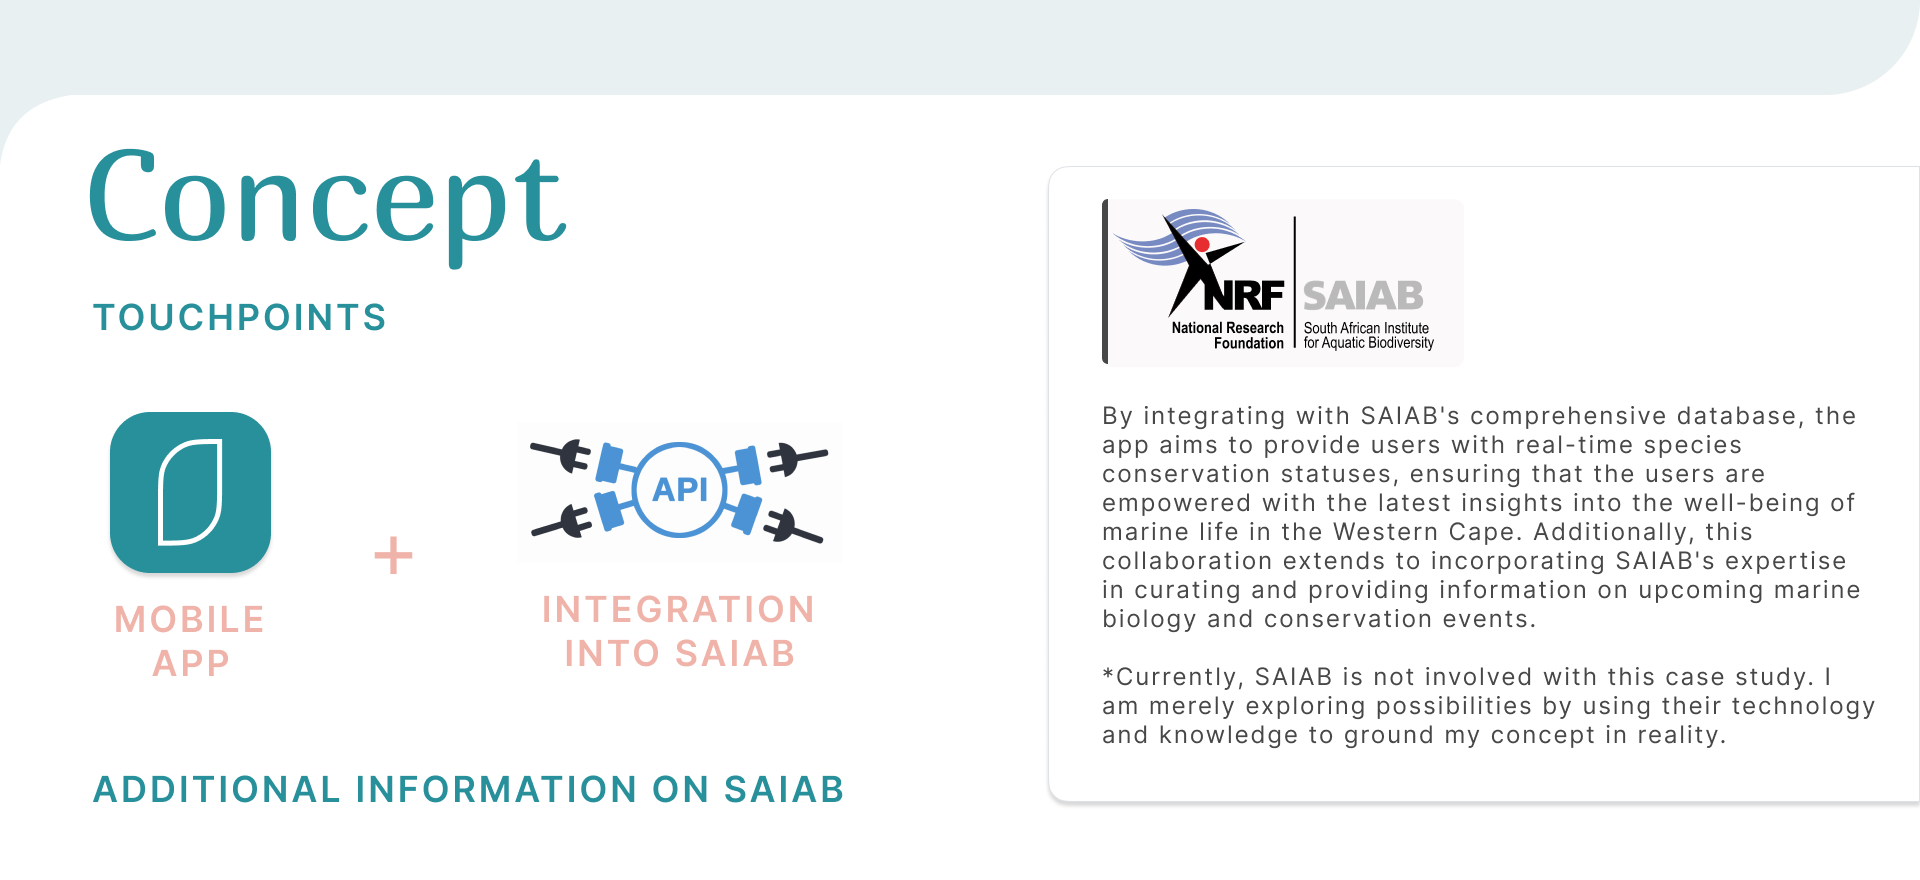 Concept
TOUCHPOINTS
API
+
MOBILE
APP
INTEGRATION
INTO SAIAB
ADDITIONAL INFORMATION ON SAIAB
NRF
National Research
Foundation
SAIAB
South African Institute
for Aquatic Biodiversity
By integrating with SAIAB's comprehensive database, the
app aims to provide users with real-time species
conservation statuses, ensuring that the users are
empowered with the latest insights into the well-being of
marine life in the Western Cape. Additionally, this
collaboration extends to incorporating SAIAB's expertise
in curating and providing information on upcoming marine
biology and conservation events.
*Currently, SAIAB is not involved with this case study. I
am merely exploring possibilities by using their technology
and knowledge to ground my concept in reality.